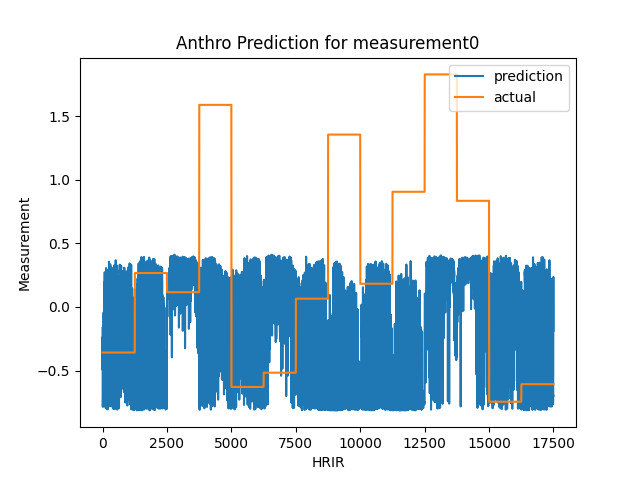 Anthro Prediction for measurement0
prediction
actual
1.5
1.0
0.5
0.0
−0.5
Measurement
0 2500 5000 7500 10000 12500 15000 17500
HRIR